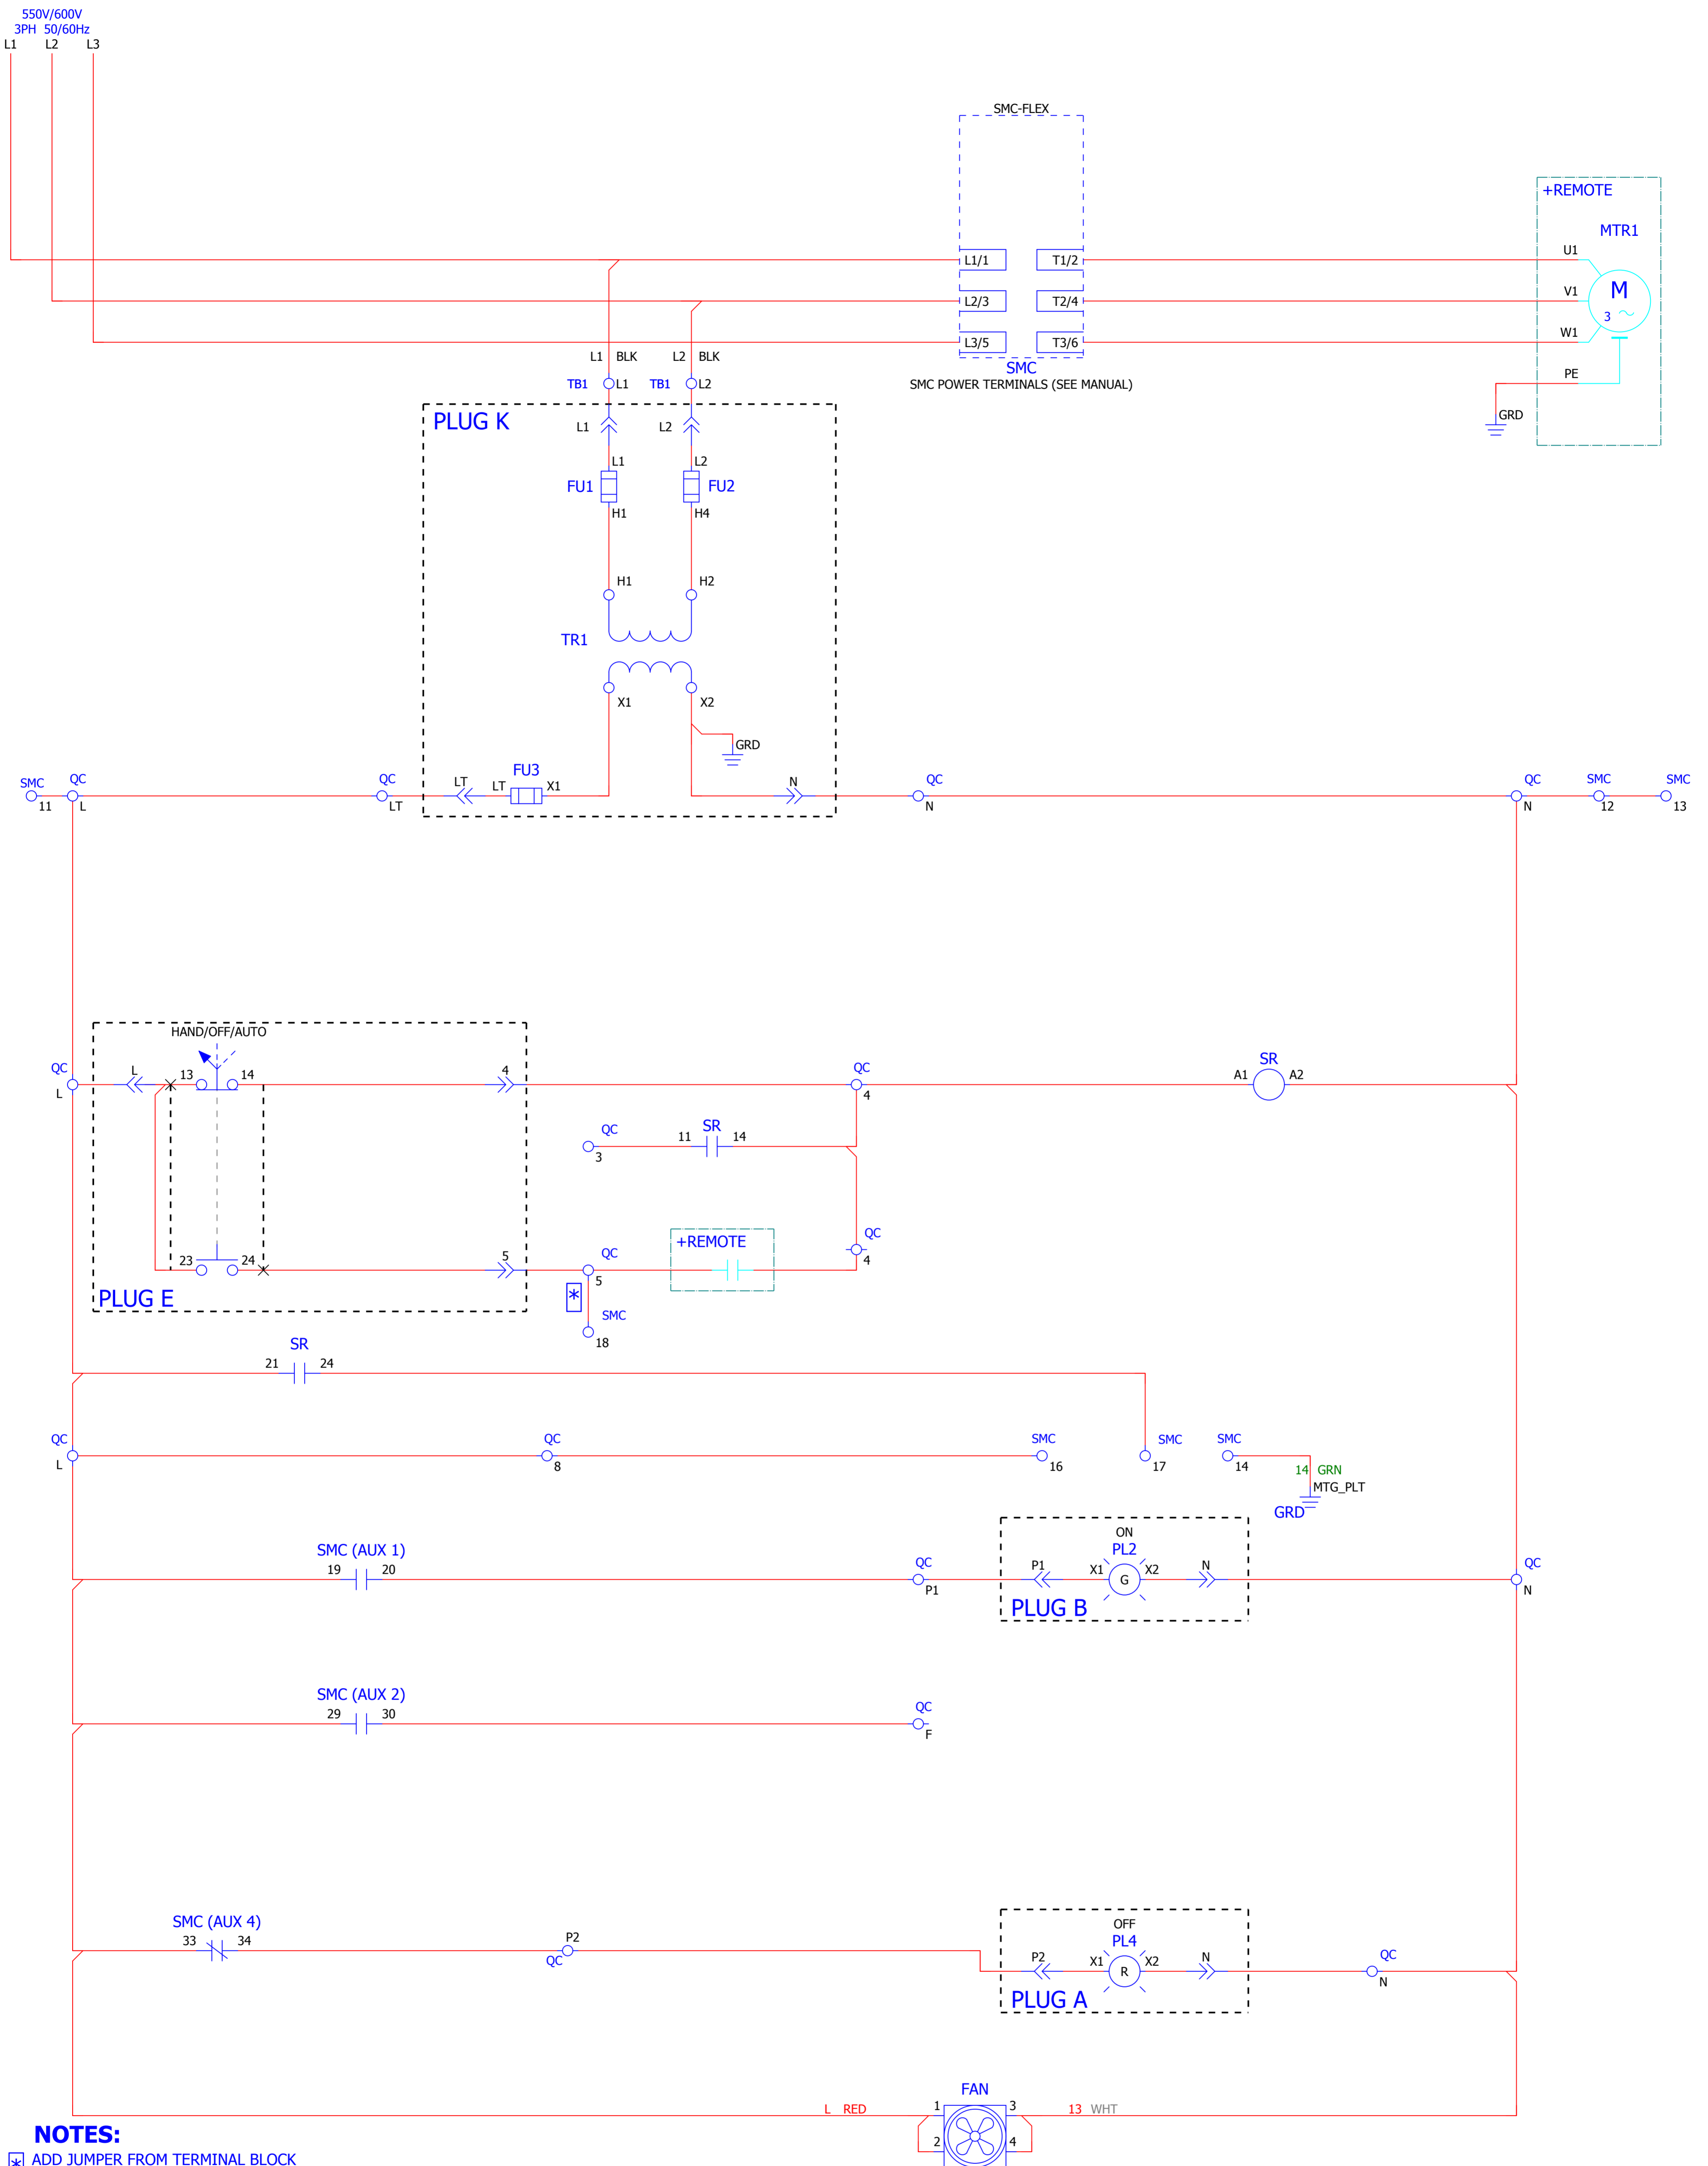 550V/600V
3PH 50/60Hz
L1 L2 L3
SMC-FLEX
+REMOTE
MTR1
L1/1 T1/2 U1
L2/3 T2/4 V1
M
3
L3/5 T3/6 W1
SMC
SMC POWER TERMINALS (SEE MANUAL)
PE
GRD
L1 BLK L2 BLK
TB1 L1 TB1 L2
PLUG K
L1 L2
L1 L2
FU1 FU2
H1 H4
H1 H2
TR1
X1 X2
GRD
FU3
SMC QC QC LT LT X1 N QC QC SMC SMC
11 L LT N N 12 13
HAND/OFF/AUTO
QC L 13 14 4 QC A1 SR A2
L 4
QC 11 SR 14
3
+REMOTE
23 24 5 QC QC
5 4
PLUG E
*
SMC
18
SR
21 24
QC QC SMC SMC SMC
L 8 16 17 14
14 GRN
MTG_PLT
GRD
ON
SMC (AUX 1) PL2
19 20 QC P1 X1 G X2 N QC
P1 N
PLUG B
SMC (AUX 2)
29 30 QC
F
OFF
SMC (AUX 4) PL4
33 34 P2
QC
P2 X1 R X2 N QC
N
PLUG A
FAN
L RED 1 3 13 WHT
2 4
NOTES:
* ADD JUMPER FROM TERMINAL BLOCK